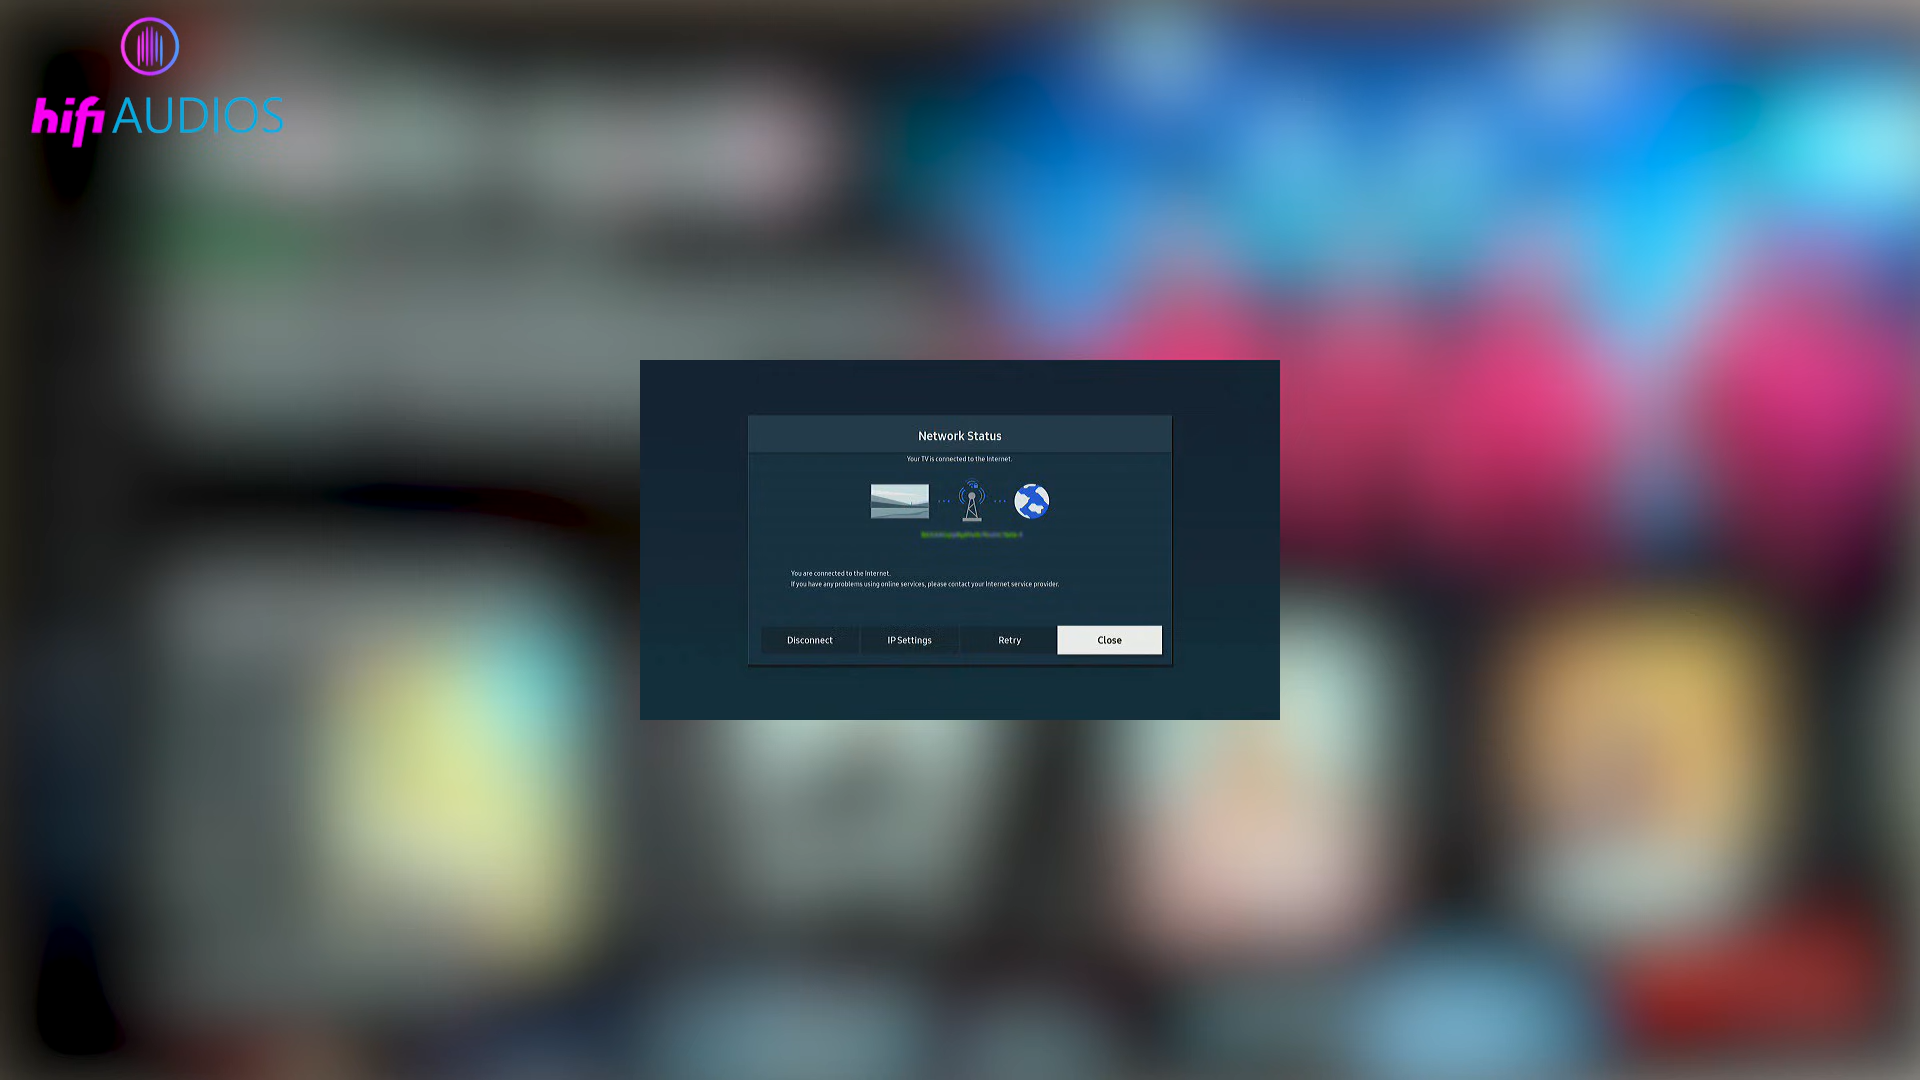 hifi AUDIOS
Network Status
Your TV is connected to the Internet.
You are connected to the Internet.
If you have any problems using online services, please contact your Internet service provider.
Disconnect
IP Settings
Retry
Close